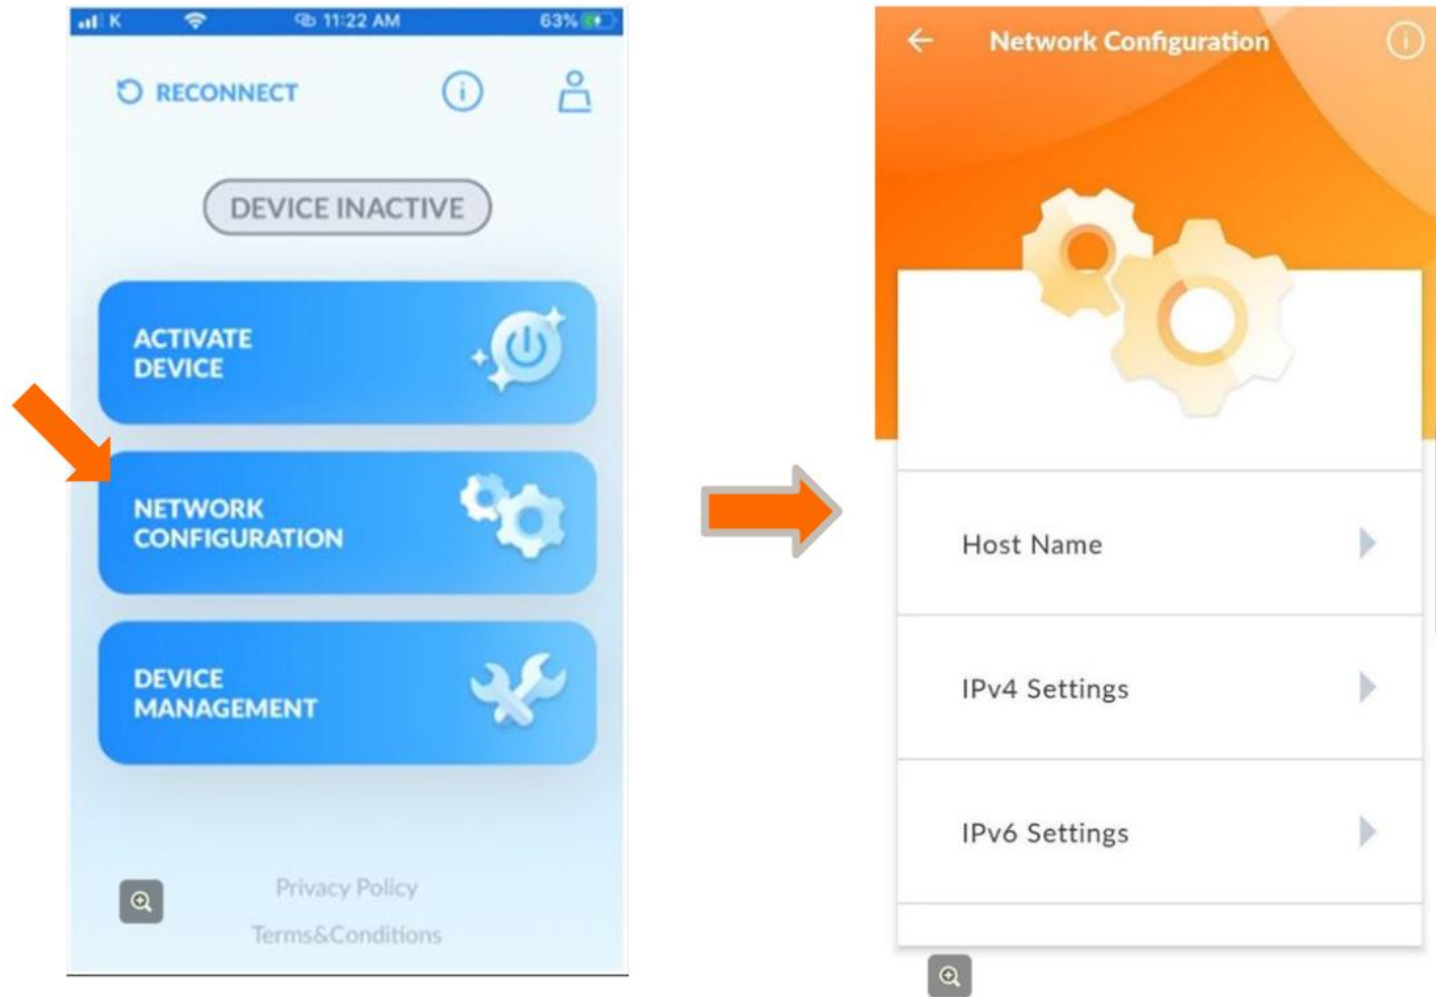 K 11:22 AM 63%
RECONNECT
DEVICE INACTIVE
ACTIVATE
DEVICE
NETWORK
CONFIGURATION
DEVICE
MANAGEMENT
Privacy Policy
Terms&Conditions
Network Configuration
Host Name
IPv4 Settings
IPv6 Settings